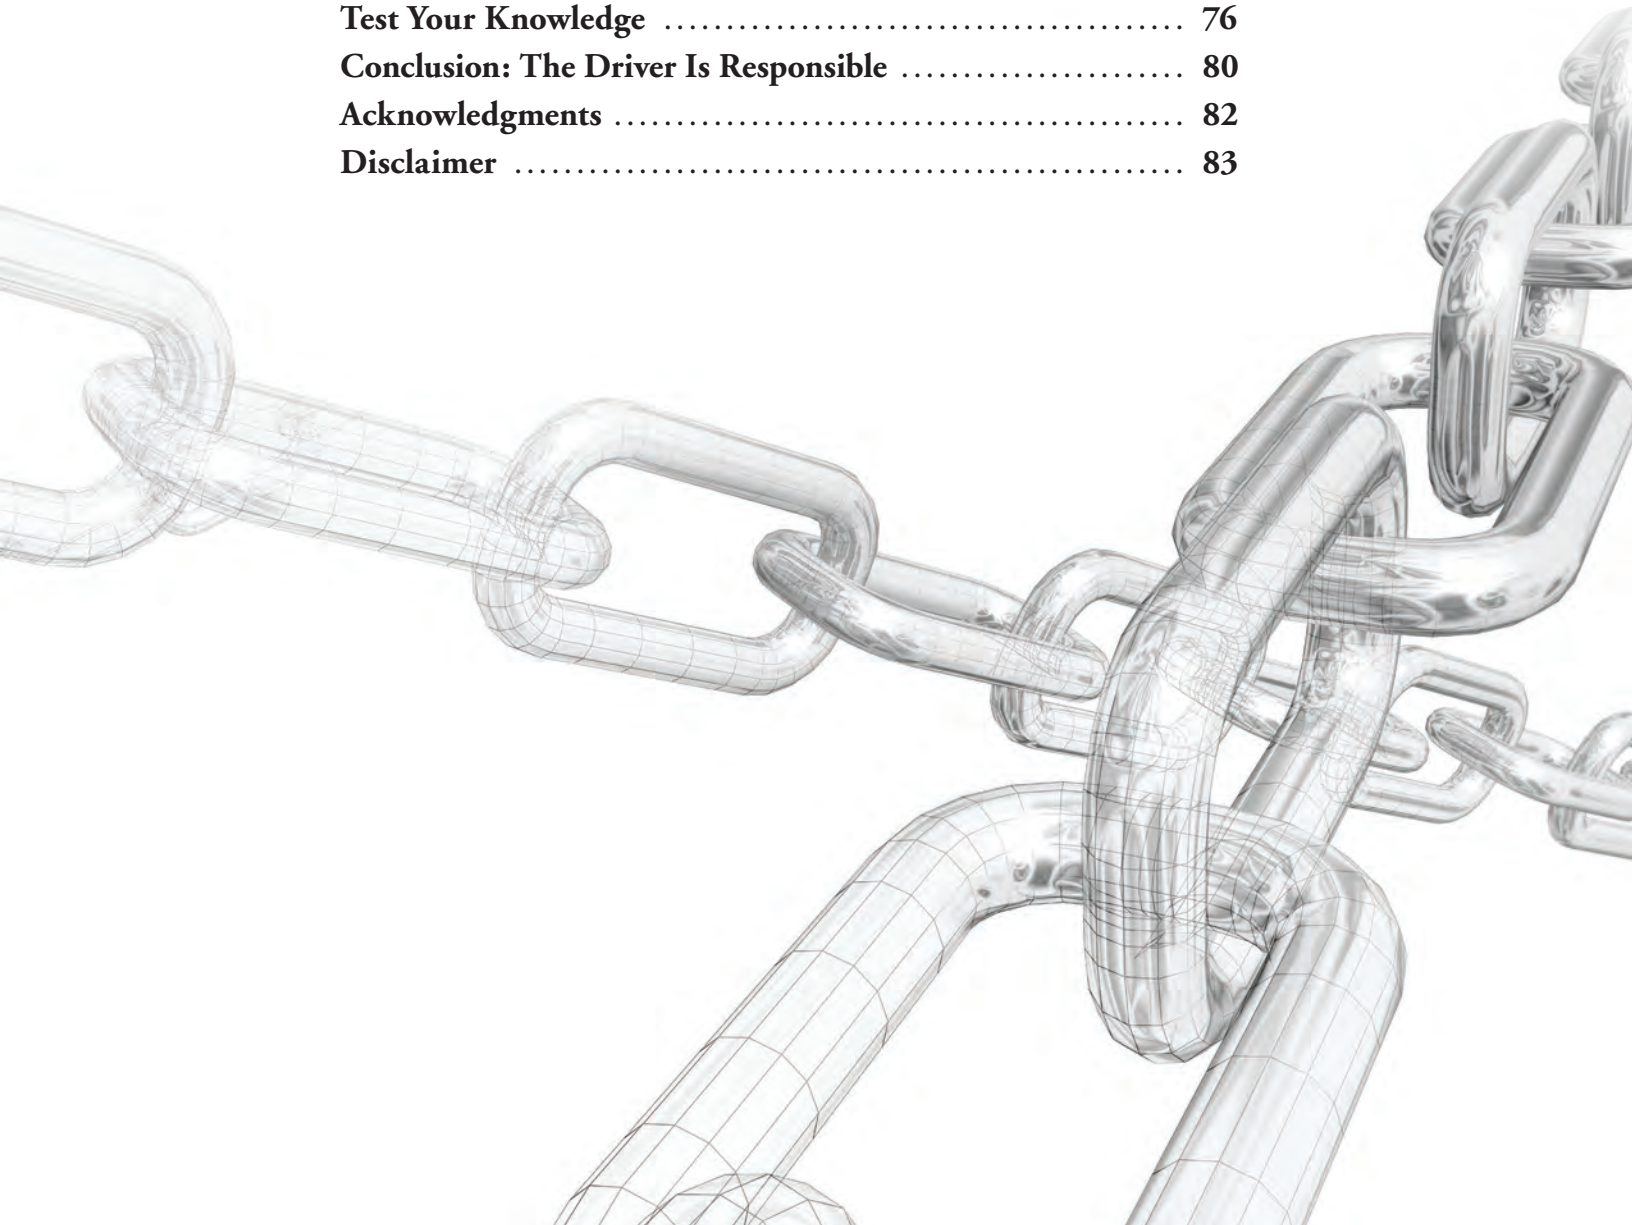 Test Your Knowledge ........................................ 76
Conclusion: The Driver Is Responsible ...................... 80
Acknowledgments ............................................ 82
Disclaimer ................................................. 83